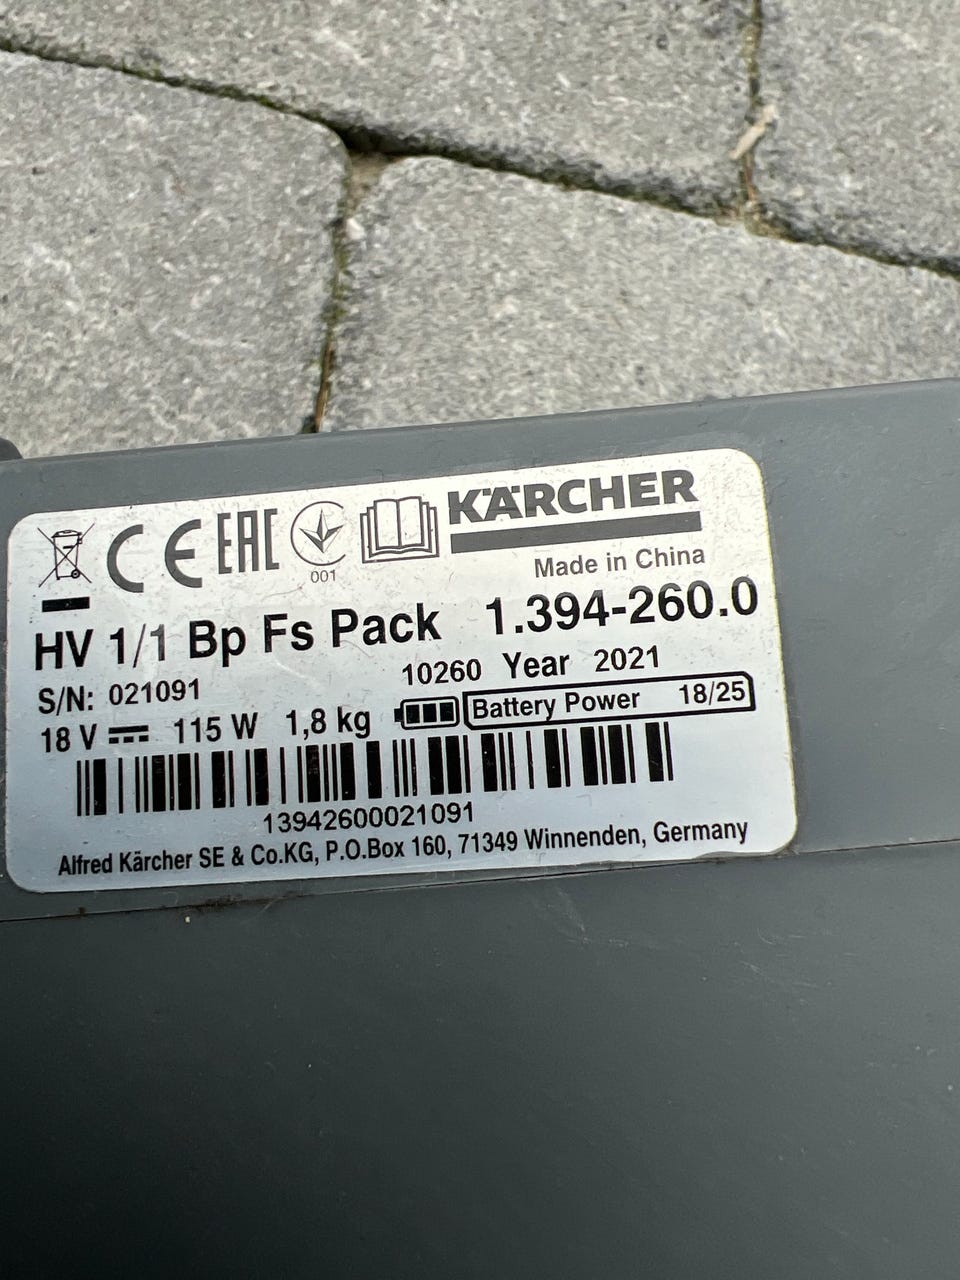 CE EAC 001 KÄRCHER
Made in China
HV 1/1 Bp Fs Pack 1.394-260.0
S/N: 021091 10260 Year 2021
18 V 115 W 1,8 kg Battery Power 18/25
13942600021091
Alfred Kärcher SE & Co.KG, P.O.Box 160, 71349 Winnenden, Germany